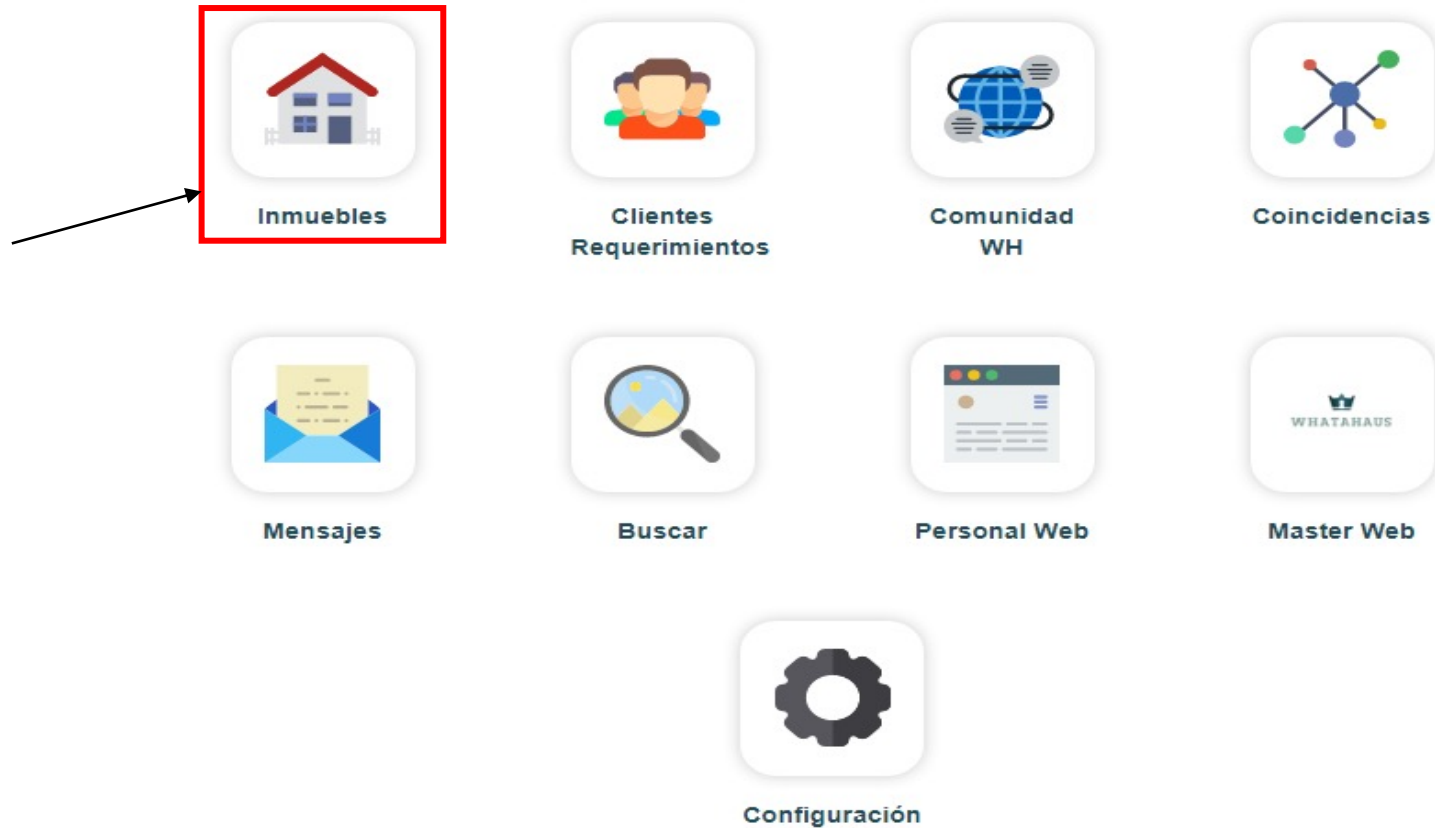 Inmuebles
Clientes
Requerimientos
Comunidad
WH
Coincidencias
WHATAHAUS
Mensajes
Buscar
Personal Web
Master Web
Configuración